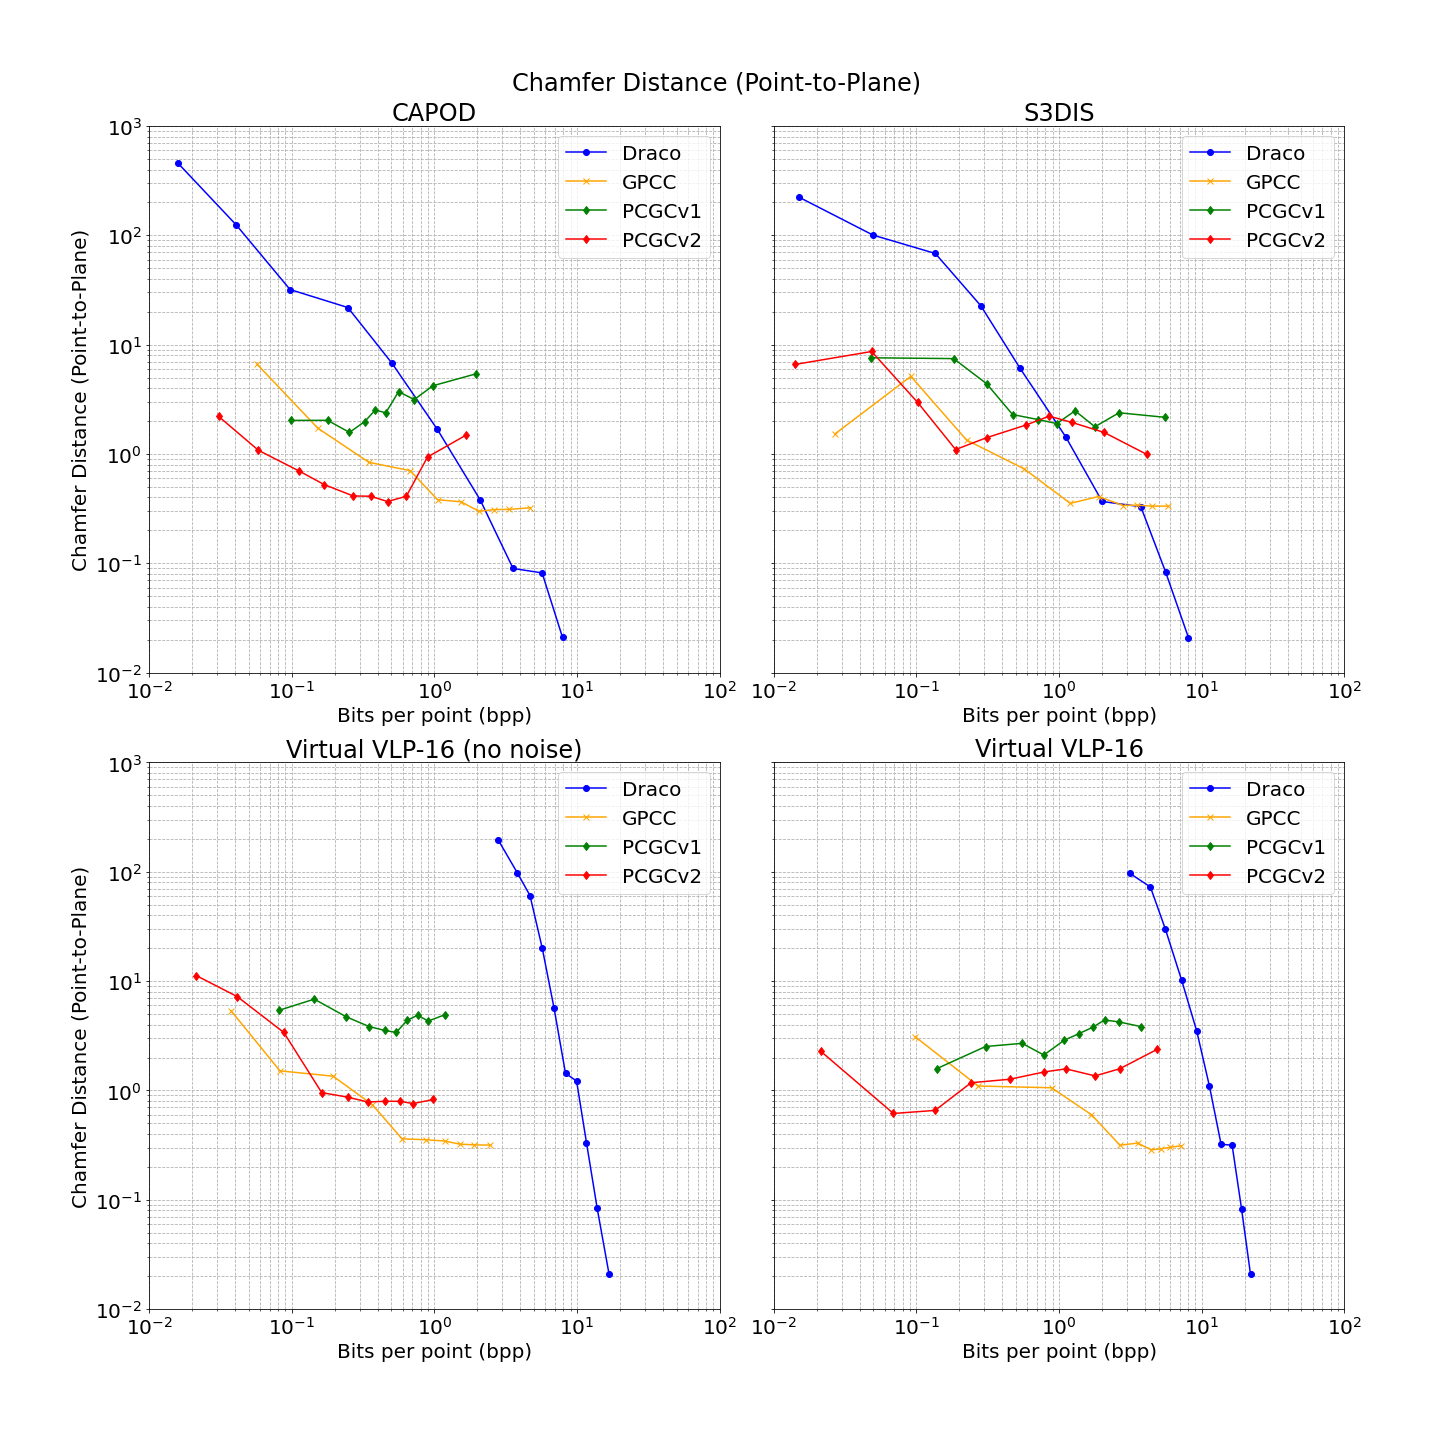 Chamfer Distance (Point-to-Plane)
CAPOD
Chamfer Distance (Point-to-Plane)
10³
10²
10¹
10⁰
10⁻¹
10⁻²
Draco
GPCC
PCGCv1
PCGCv2
10⁻² 10⁻¹ 10⁰ 10¹ 10²
Bits per point (bpp)
S3DIS
Draco
GPCC
PCGCv1
PCGCv2
10⁻² 10⁻¹ 10⁰ 10¹ 10²
Bits per point (bpp)
Virtual VLP-16 (no noise)
Chamfer Distance (Point-to-Plane)
10³
10²
10¹
10⁰
10⁻¹
10⁻²
Draco
GPCC
PCGCv1
PCGCv2
10⁻² 10⁻¹ 10⁰ 10¹ 10²
Bits per point (bpp)
Virtual VLP-16
Draco
GPCC
PCGCv1
PCGCv2
10⁻² 10⁻¹ 10⁰ 10¹ 10²
Bits per point (bpp)